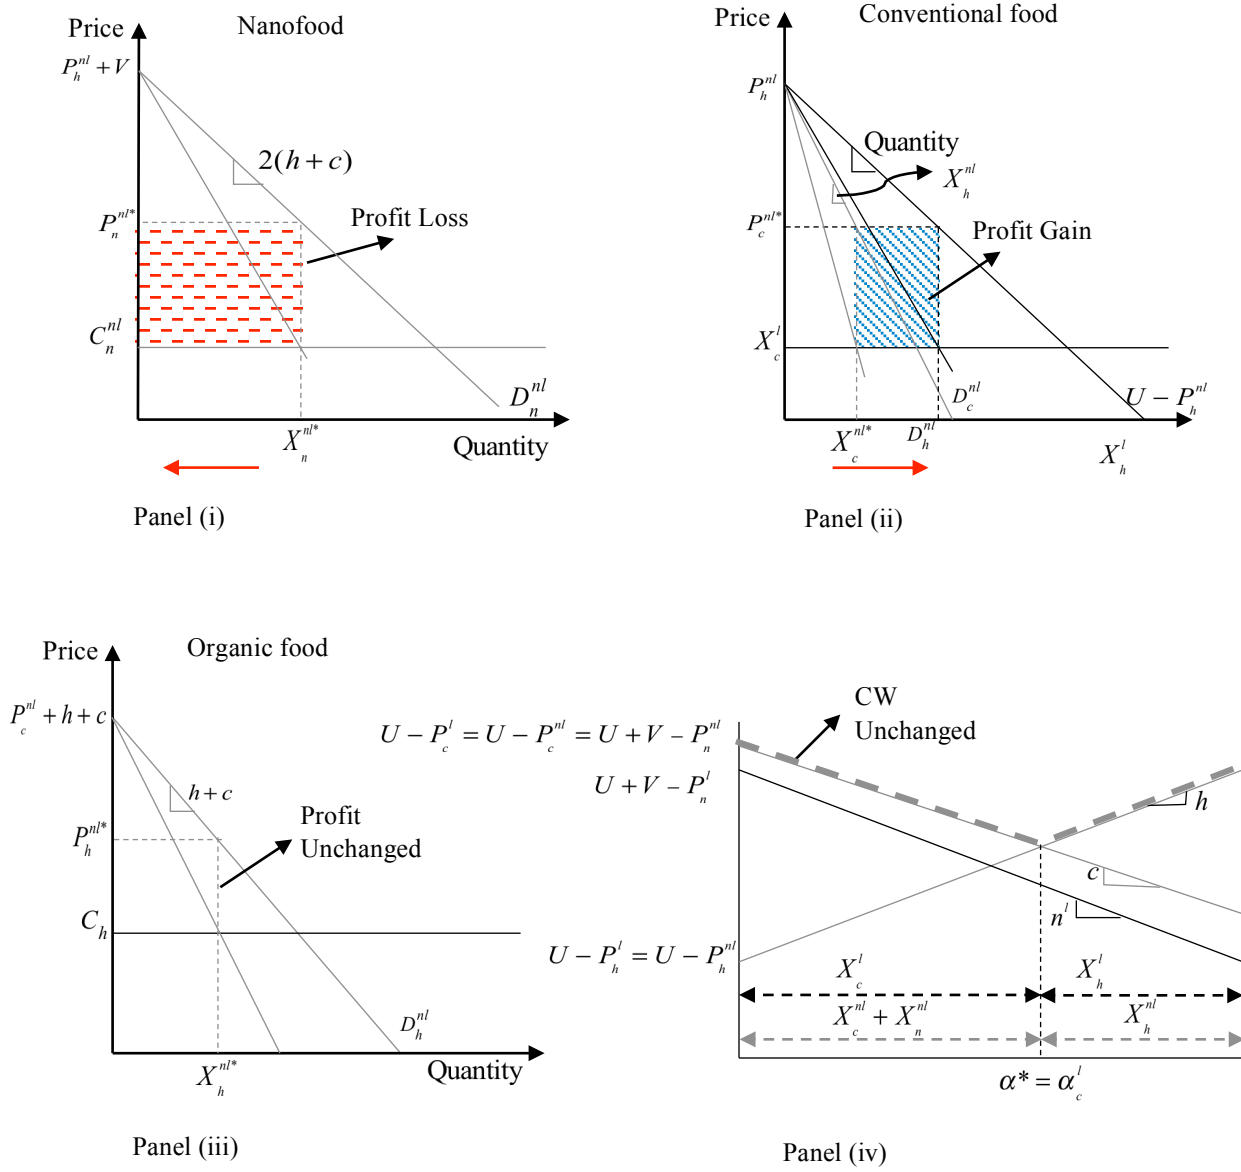 Price
Nanofood
P_h^{nl} + V
2(h + c)
P_n^{nl*}
Profit Loss
C_n^{nl}
D_n^{nl}
X_n^{nl*}
Quantity
Panel (i)
Price
Conventional food
P_h^{nl}
Quantity
X_h^{nl}
P_c^{nl*}
Profit Gain
X_c^l
D_c^{nl}
U − P_h^{nl}
X_c^{nl*}
D_h^{nl}
X_h^l
Panel (ii)
Price
Organic food
P_c^{nl} + h + c
h + c
P_h^{nl*}
Profit
Unchanged
C_h
D_h^{nl}
X_h^{nl*}
Quantity
Panel (iii)
CW
Unchanged
U − P_c^l = U − P_c^{nl} = U + V − P_n^{nl}
U + V − P_n^l
h
c
n^l
U − P_h^l = U − P_h^{nl}
X_c^l
X_h^l
X_c^{nl} + X_n^{nl}
X_h^{nl}
α* = α_c^l
Panel (iv)